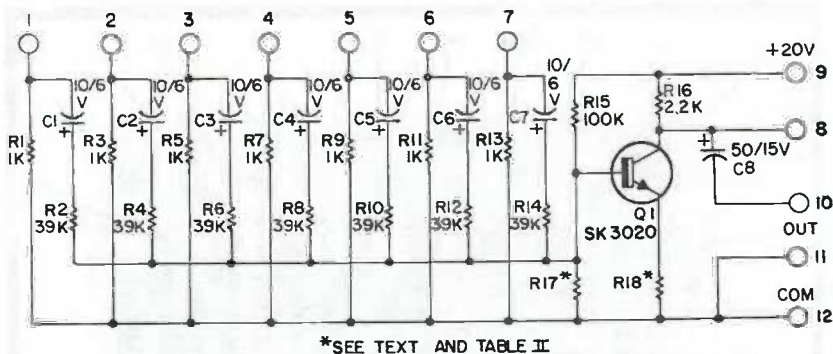 1 2 3 4 5 6 7
+20V 9
10/6 V 10/6 V 10/6 V 10/6 V 10/6 V 10/6 V 10/6 V
C1 C2 C3 C4 C5 C6 C7
+ + + + + + +
R15 100K
R16 2.2K
8
R1 1K R3 1K R5 1K R7 1K R9 1K R11 1K R13 1K
+ 50/15V C8
R2 39K R4 39K R6 39K R8 39K R10 39K R12 39K R14 39K
Q1
SK 3020
10
OUT
11
R17* R18*
COM
12
*SEE TEXT AND TABLE II